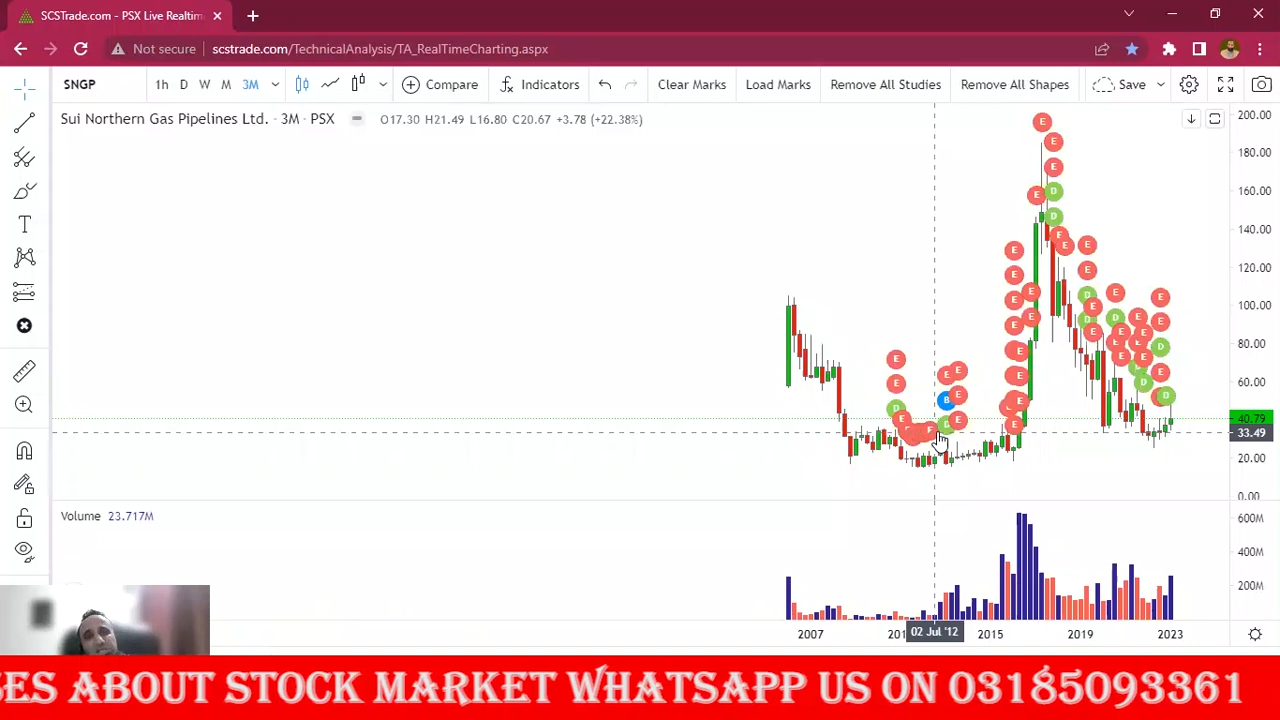 SCSTrade.com - PSX Live Realtim
Not secure
scstrade.com/TechnicalAnalysis/TA_RealTimeCharting.aspx
SNGP
1h D W M 3M
Compare
Indicators
Clear Marks
Load Marks
Remove All Studies
Remove All Shapes
Save
Sui Northern Gas Pipelines Ltd. · 3M · PSX
O17.30 H21.49 L16.80 C20.67 +3.78 (+22.38%)
200.00
180.00
160.00
140.00
120.00
100.00
80.00
60.00
40.79
33.49
20.00
0.00
Volume 23.717M
600M
400M
200M
2007
02 Jul '12
2015
2019
2023
SES ABOUT STOCK MARKET WHATSAPP US ON 03185093361